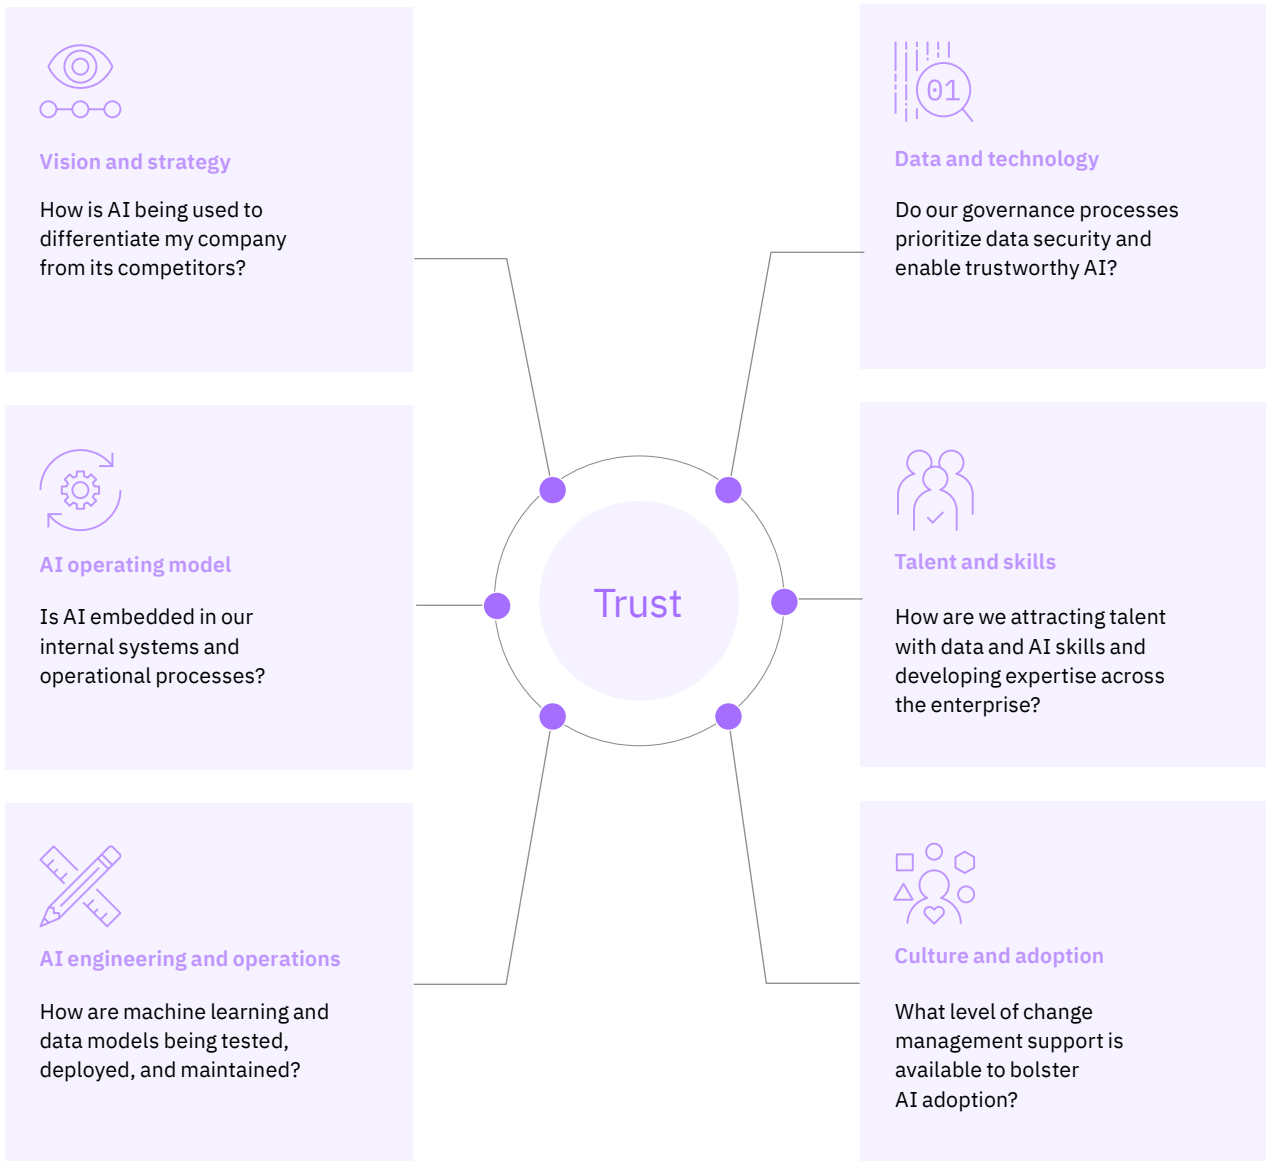 Vision and strategy
How is AI being used to
differentiate my company
from its competitors?
AI operating model
Is AI embedded in our
internal systems and
operational processes?
AI engineering and operations
How are machine learning and
data models being tested,
deployed, and maintained?
Trust
01
Data and technology
Do our governance processes
prioritize data security and
enable trustworthy AI?
Talent and skills
How are we attracting talent
with data and AI skills and
developing expertise across
the enterprise?
Culture and adoption
What level of change
management support is
available to bolster
AI adoption?